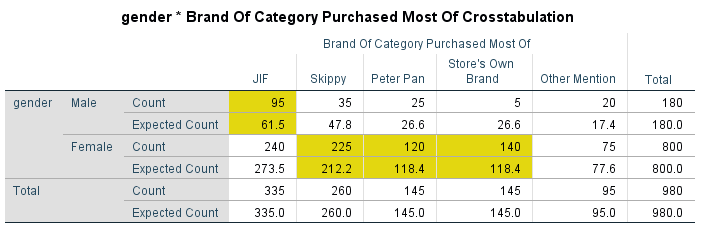 gender * Brand Of Category Purchased Most Of Crosstabulation
Brand Of Category Purchased Most Of
JIF Skippy Peter Pan Store's Own Brand Other Mention Total
gender Male Count 95 35 25 5 20 180
Expected Count 61.5 47.8 26.6 26.6 17.4 180.0
Female Count 240 225 120 140 75 800
Expected Count 273.5 212.2 118.4 118.4 77.6 800.0
Total Count 335 260 145 145 95 980
Expected Count 335.0 260.0 145.0 145.0 95.0 980.0